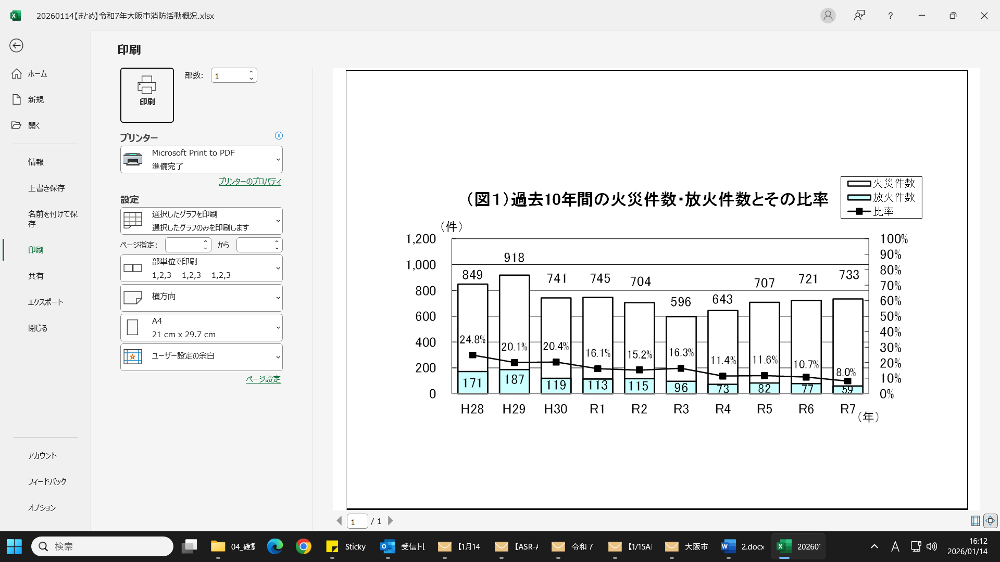 20260114【まとめ】令和7年大阪市消防活動概況.xlsx
?
ホーム
新規
開く
情報
上書き保存
名前を付けて保
存
印刷
共有
エクスポート
閉じる
アカウント
フィードバック
オプション
印刷
印刷
部数:
1
プリンター
Microsoft Print to PDF
準備完了
プリンターのプロパティ
設定
選択したグラフを印刷
選択したグラフのみを印刷します
ページ指定:
から
部単位で印刷
1,2,3 1,2,3 1,2,3
横方向
A4
21 cm x 29.7 cm
ユーザー設定の余白
ページ設定
(図1)過去10年間の火災件数・放火件数とその比率
火災件数
放火件数
比率
(件)
1,200
1,000
800
600
400
200
0
100%
90%
80%
70%
60%
50%
40%
30%
20%
10%
0%
849 918 741 745 704 596 643 707 721 733
24.8% 20.1% 20.4% 16.1% 15.2% 16.3% 11.4% 11.6% 10.7% 8.0%
171 187 119 113 115 96 73 82 77 59
H28 H29 H30 R1 R2 R3 R4 R5 R6 R7
(年)
1 / 1
検索
04_確認
Sticky
受信トレ
【1月14
【ASR-A
令和7
【1/15AI
大阪市
2.docx
202601
A
16:12
2026/01/14